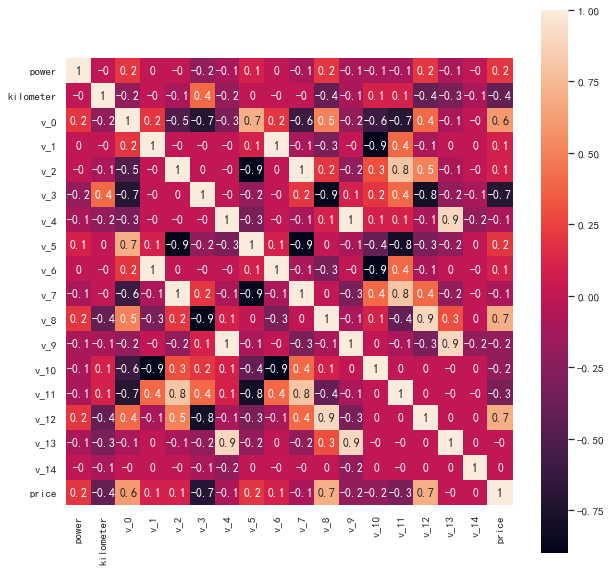 1.00
power 1 -0 0.2 0 -0 -0.2 -0.1 0.1 0 -0.1 0.2 -0.1 -0.1 -0.1 0.2 -0.1 -0 0.2
kilometer -0 1 -0.2 -0 -0.1 0.4 -0.2 0 -0 -0 -0.4 -0.1 0.1 0.1 -0.4 -0.3 -0.1 -0.4
0.75
v_0 0.2 -0.2 1 0.2 -0.5 -0.7 -0.3 0.7 0.2 -0.6 0.5 -0.2 -0.6 -0.7 0.4 -0.1 -0 0.6
v_1 0 -0 0.2 1 -0 -0 -0 0.1 1 -0.1 -0.3 -0 -0.9 0.4 -0.1 0 0 0.1
0.50
v_2 -0 -0.1 -0.5 -0 1 0 -0 -0.9 0 1 0.2 -0.2 0.3 0.8 0.5 -0.1 -0 0.1
v_3 -0.2 0.4 -0.7 -0 0 1 -0 -0.2 -0 0.2 -0.9 0.1 0.2 0.4 -0.8 -0.2 -0.1 -0.7
v_4 -0.1 -0.2 -0.3 -0 -0 -0 1 -0.3 -0 -0.1 0.1 1 0.1 0.1 -0.1 0.9 -0.2 -0.1
0.25
v_5 0.1 0 0.7 0.1 -0.9 -0.2 -0.3 1 0.1 -0.9 0 -0.1 -0.4 -0.8 -0.3 -0.2 0 0.2
v_6 0 -0 0.2 1 0 -0 -0 0.1 1 -0.1 -0.3 -0 -0.9 0.4 -0.1 0 -0 0.1
0.00
v_7 -0.1 -0 -0.6 -0.1 1 0.2 -0.1 -0.9 -0.1 1 0 -0.3 0.4 0.8 0.4 -0.2 -0 -0.1
v_8 0.2 -0.4 0.5 -0.3 0.2 -0.9 0.1 0 -0.3 0 1 -0.1 0.1 -0.4 0.9 0.3 0 0.7
v_9 -0.1 -0.1 -0.2 -0 -0.2 0.1 1 -0.1 -0 -0.3 -0.1 1 0 -0.1 -0.3 0.9 -0.2 -0.2
-0.25
v_10 -0.1 0.1 -0.6 -0.9 0.3 0.2 0.1 -0.4 -0.9 0.4 0.1 0 1 0 0 -0 -0 -0.2
v_11 -0.1 0.1 -0.7 0.4 0.8 0.4 0.1 -0.8 0.4 0.8 -0.4 -0.1 0 1 0 -0 -0 -0.3
v_12 0.2 -0.4 0.4 -0.1 0.5 -0.8 -0.1 -0.3 -0.1 0.4 0.9 -0.3 0 0 1 0 -0 0.7
-0.50
v_13 -0.1 -0.3 -0.1 0 -0.1 -0.2 0.9 -0.2 0 -0.2 0.3 0.9 -0 -0 0 1 -0 -0
v_14 -0 -0.1 -0 0 -0 -0.1 -0.2 0 -0 -0 0 -0.2 -0 -0 -0 -0 1 0
price 0.2 -0.4 0.6 0.1 0.1 -0.7 -0.1 0.2 0.1 -0.1 0.7 -0.2 -0.2 -0.3 0.7 -0 0 1
-0.75
power kilometer v_0 v_1 v_2 v_3 v_4 v_5 v_6 v_7 v_8 v_9 v_10 v_11 v_12 v_13 v_14 price